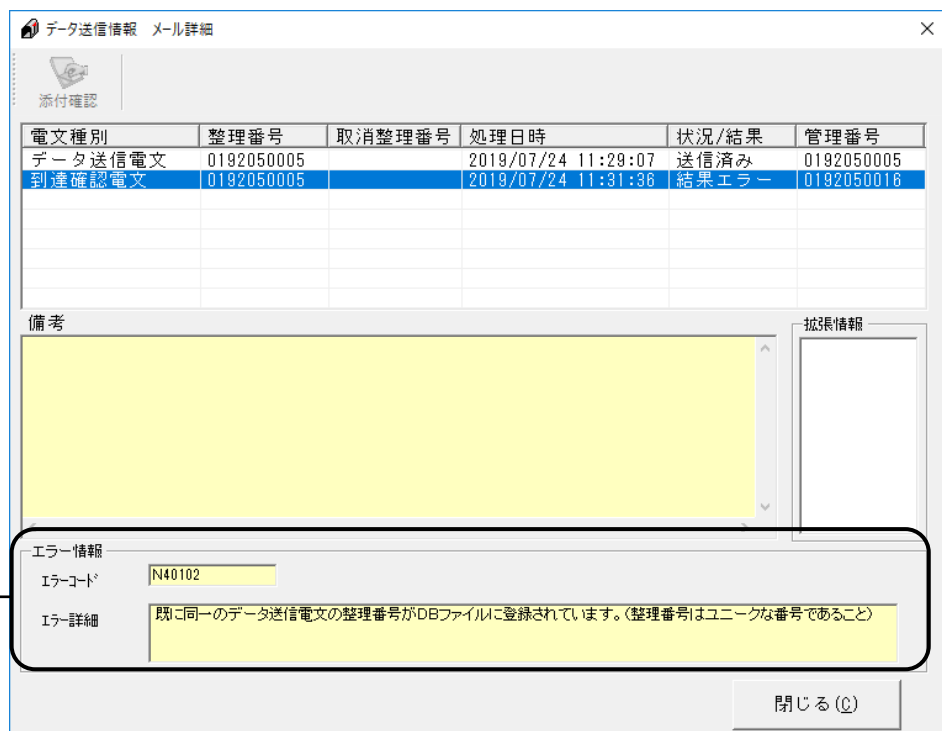 データ送信情報 メール詳細
添付確認
電文種別 整理番号 取消整理番号 処理日時 状況/結果 管理番号
データ送信電文 0192050005 2019/07/24 11:29:07 送信済み 0192050005
到達確認電文 0192050005 2019/07/24 11:31:36 結果エラー 0192050016
備考
拡張情報
エラー情報
エラーコード N40102
エラー詳細 既に同一のデータ送信電文の整理番号がDBファイルに登録されています。(整理番号はユニークな番号であること)
閉じる(C)